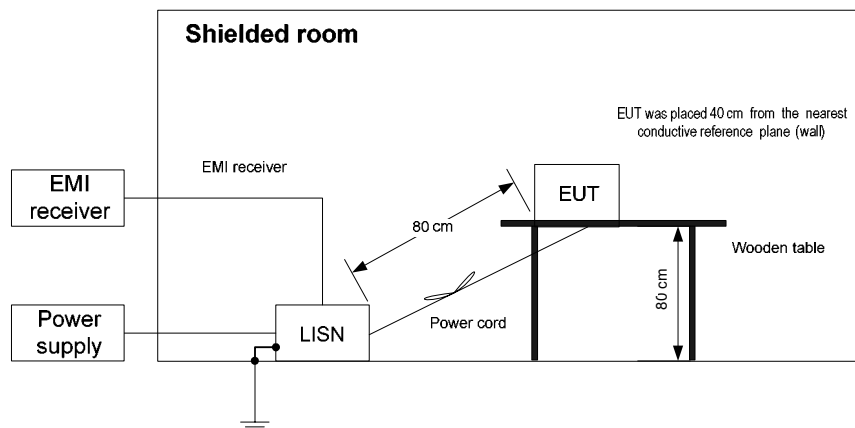 Shielded room
EUT was placed 40 cm from the nearest
conductive reference plane (wall)
EMI
receiver
EMI receiver
EUT
80 cm
Wooden table
80 cm
Power
supply
LISN
Power cord